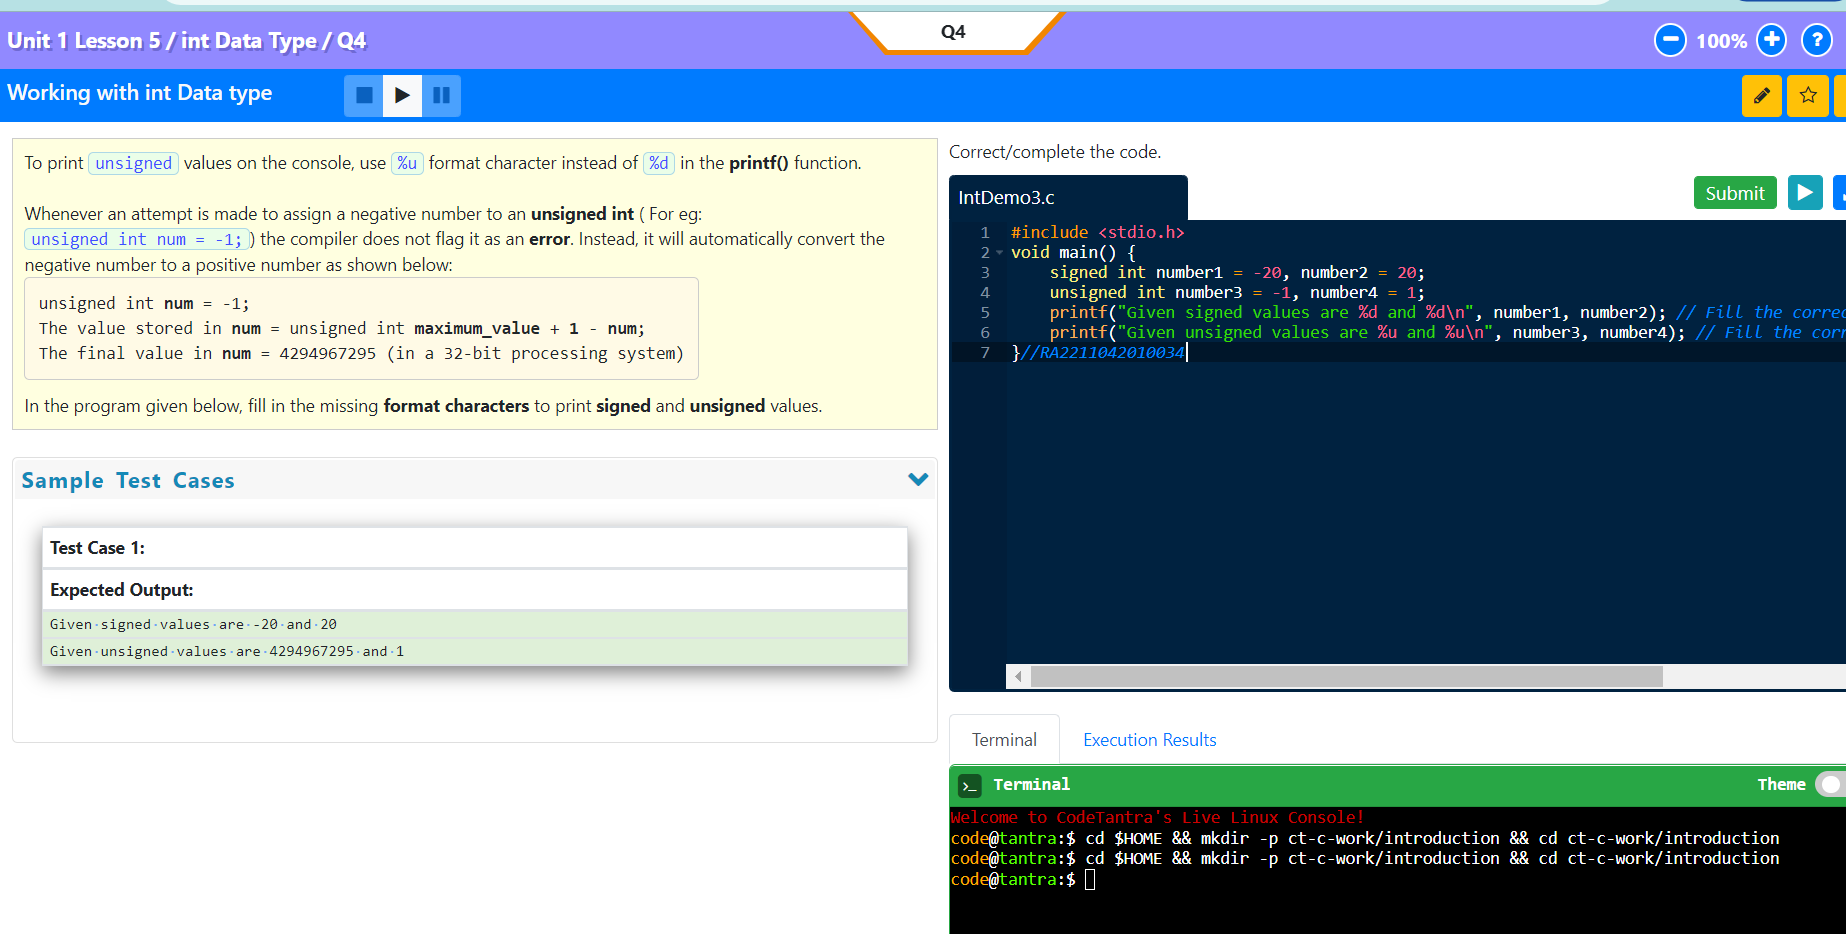 Unit 1 Lesson 5 / int Data Type / Q4
Q4
100%
?
Working with int Data type
To print unsigned values on the console, use %u format character instead of %d in the printf() function.
Whenever an attempt is made to assign a negative number to an unsigned int ( For eg:
unsigned int num = -1; ) the compiler does not flag it as an error. Instead, it will automatically convert the
negative number to a positive number as shown below:
unsigned int num = -1;
The value stored in num = unsigned int maximum_value + 1 - num;
The final value in num = 4294967295 (in a 32-bit processing system)
In the program given below, fill in the missing format characters to print signed and unsigned values.
Sample Test Cases
Test Case 1:
Expected Output:
Given·signed·values·are·-20·and·20
Given·unsigned·values·are·4294967295·and·1
Correct/complete the code.
IntDemo3.c
Submit
1 #include <stdio.h>
2 void main() {
3 signed int number1 = -20, number2 = 20;
4 unsigned int number3 = -1, number4 = 1;
5 printf("Given signed values are %d and %d\n", number1, number2); // Fill the correc
6 printf("Given unsigned values are %u and %u\n", number3, number4); // Fill the corr
7 }//RA2211042010034
Terminal
Execution Results
>_ Terminal
Theme
Welcome to CodeTantra's Live Linux Console!
code@tantra:$ cd $HOME && mkdir -p ct-c-work/introduction && cd ct-c-work/introduction
code@tantra:$ cd $HOME && mkdir -p ct-c-work/introduction && cd ct-c-work/introduction
code@tantra:$